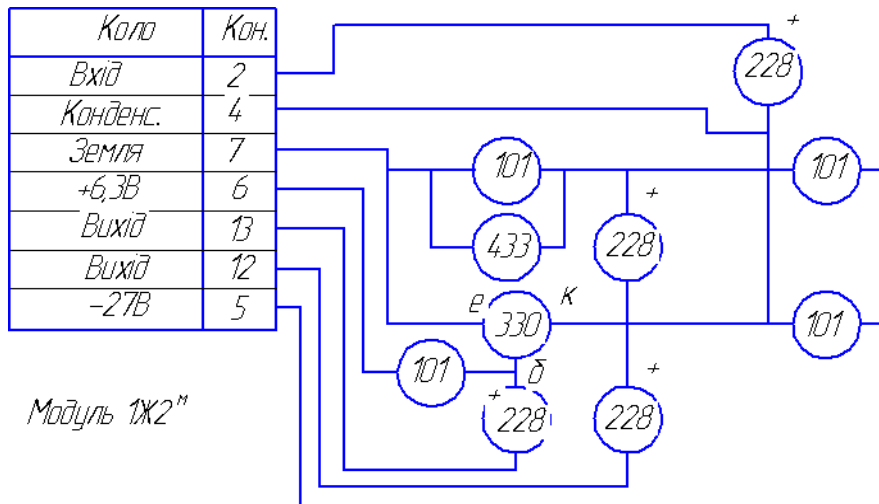 Коло Кон.
Вхід 2
Конденс. 4
Земля 7
+6,3В 6
Вихід 13
Вихід 12
-27В 5
+
228
101
101
+
433
228
е
к
330
101
101
б
+
+
228
228
Модуль 1Ж2м